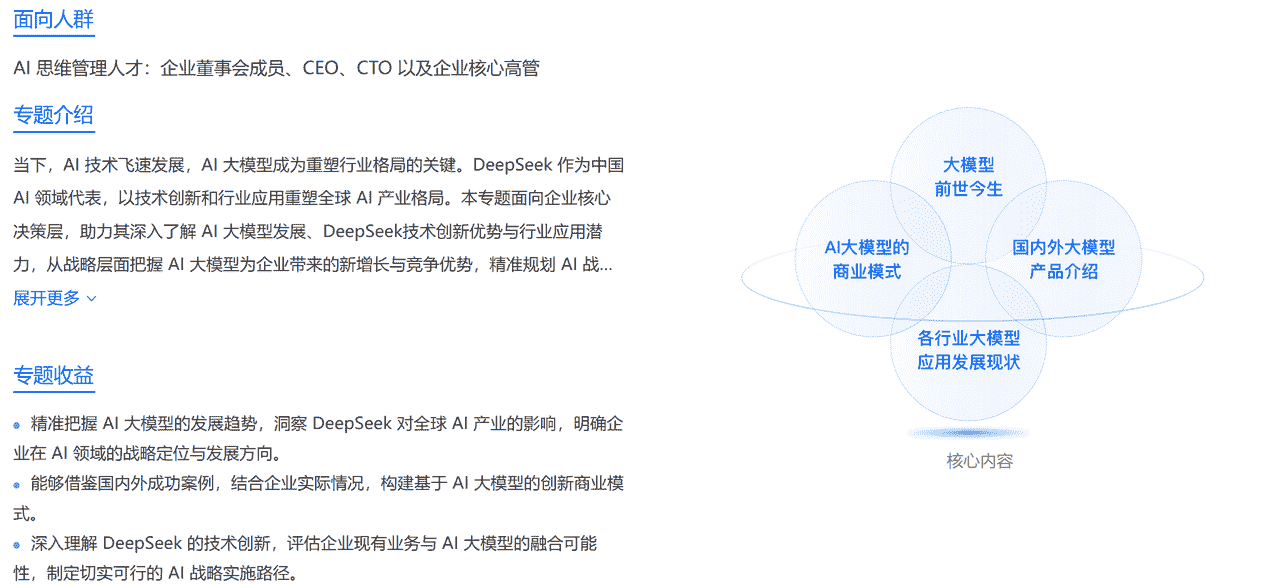 面向人群
AI 思维管理人才：企业董事会成员、CEO、CTO 以及企业核心高管
专题介绍
当下，AI 技术飞速发展，AI 大模型成为重塑行业格局的关键。DeepSeek 作为中国
AI 领域代表，以技术创新和行业应用重塑全球 AI 产业格局。本专题面向企业核心
决策层，助力其深入了解 AI 大模型发展、DeepSeek技术创新优势与行业应用潜
力，从战略层面把握 AI 大模型为企业带来的新增长与竞争优势，精准规划 AI 战...
展开更多
专题收益
精准把握 AI 大模型的发展趋势，洞察 DeepSeek 对全球 AI 产业的影响，明确企
业在 AI 领域的战略定位与发展方向。
能够借鉴国内外成功案例，结合企业实际情况，构建基于 AI 大模型的创新商业模
式。
深入理解 DeepSeek 的技术创新，评估企业现有业务与 AI 大模型的融合可能
性，制定切实可行的 AI 战略实施路径。
大模型
前世今生
AI大模型的
商业模式
国内外大模型
产品介绍
各行业大模型
应用发展现状
核心内容